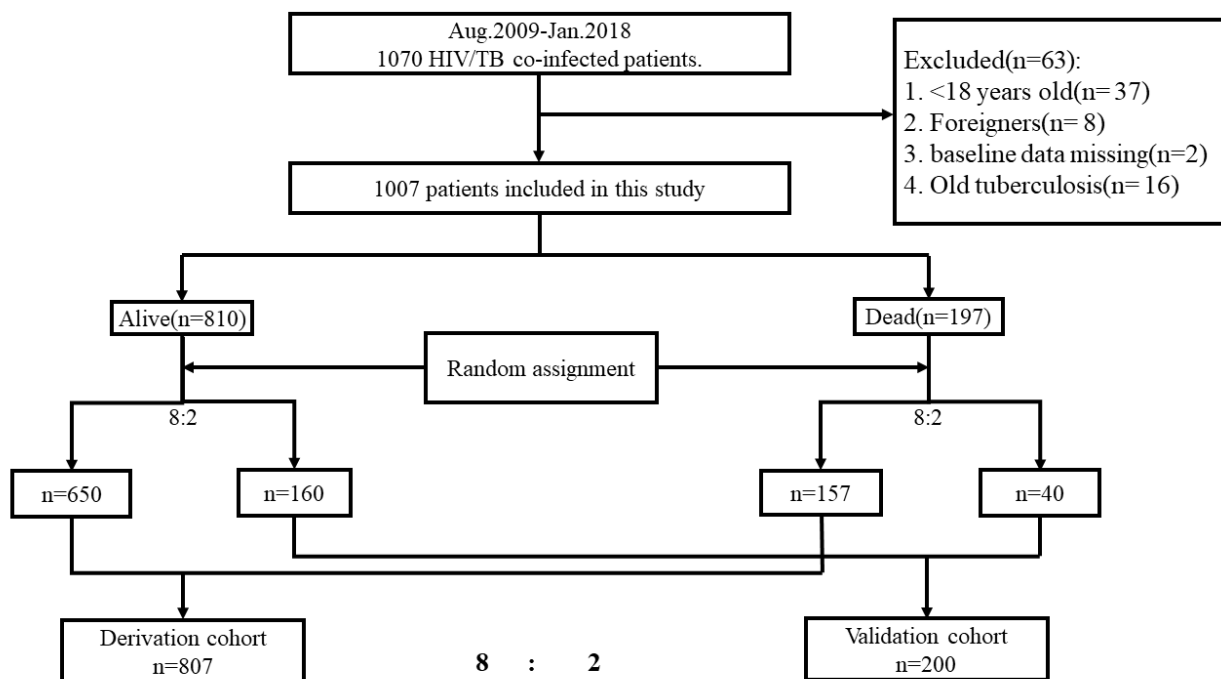 Aug.2009-Jan.2018
1070 HIV/TB co-infected patients.
Excluded(n=63):
1. <18 years old(n= 37)
2. Foreigners(n= 8)
3. baseline data missing(n=2)
4. Old tuberculosis(n= 16)
1007 patients included in this study
Alive(n=810)
Dead(n=197)
Random assignment
8:2
8:2
n=650
n=160
n=157
n=40
Derivation cohort
n=807
8 : 2
Validation cohort
n=200